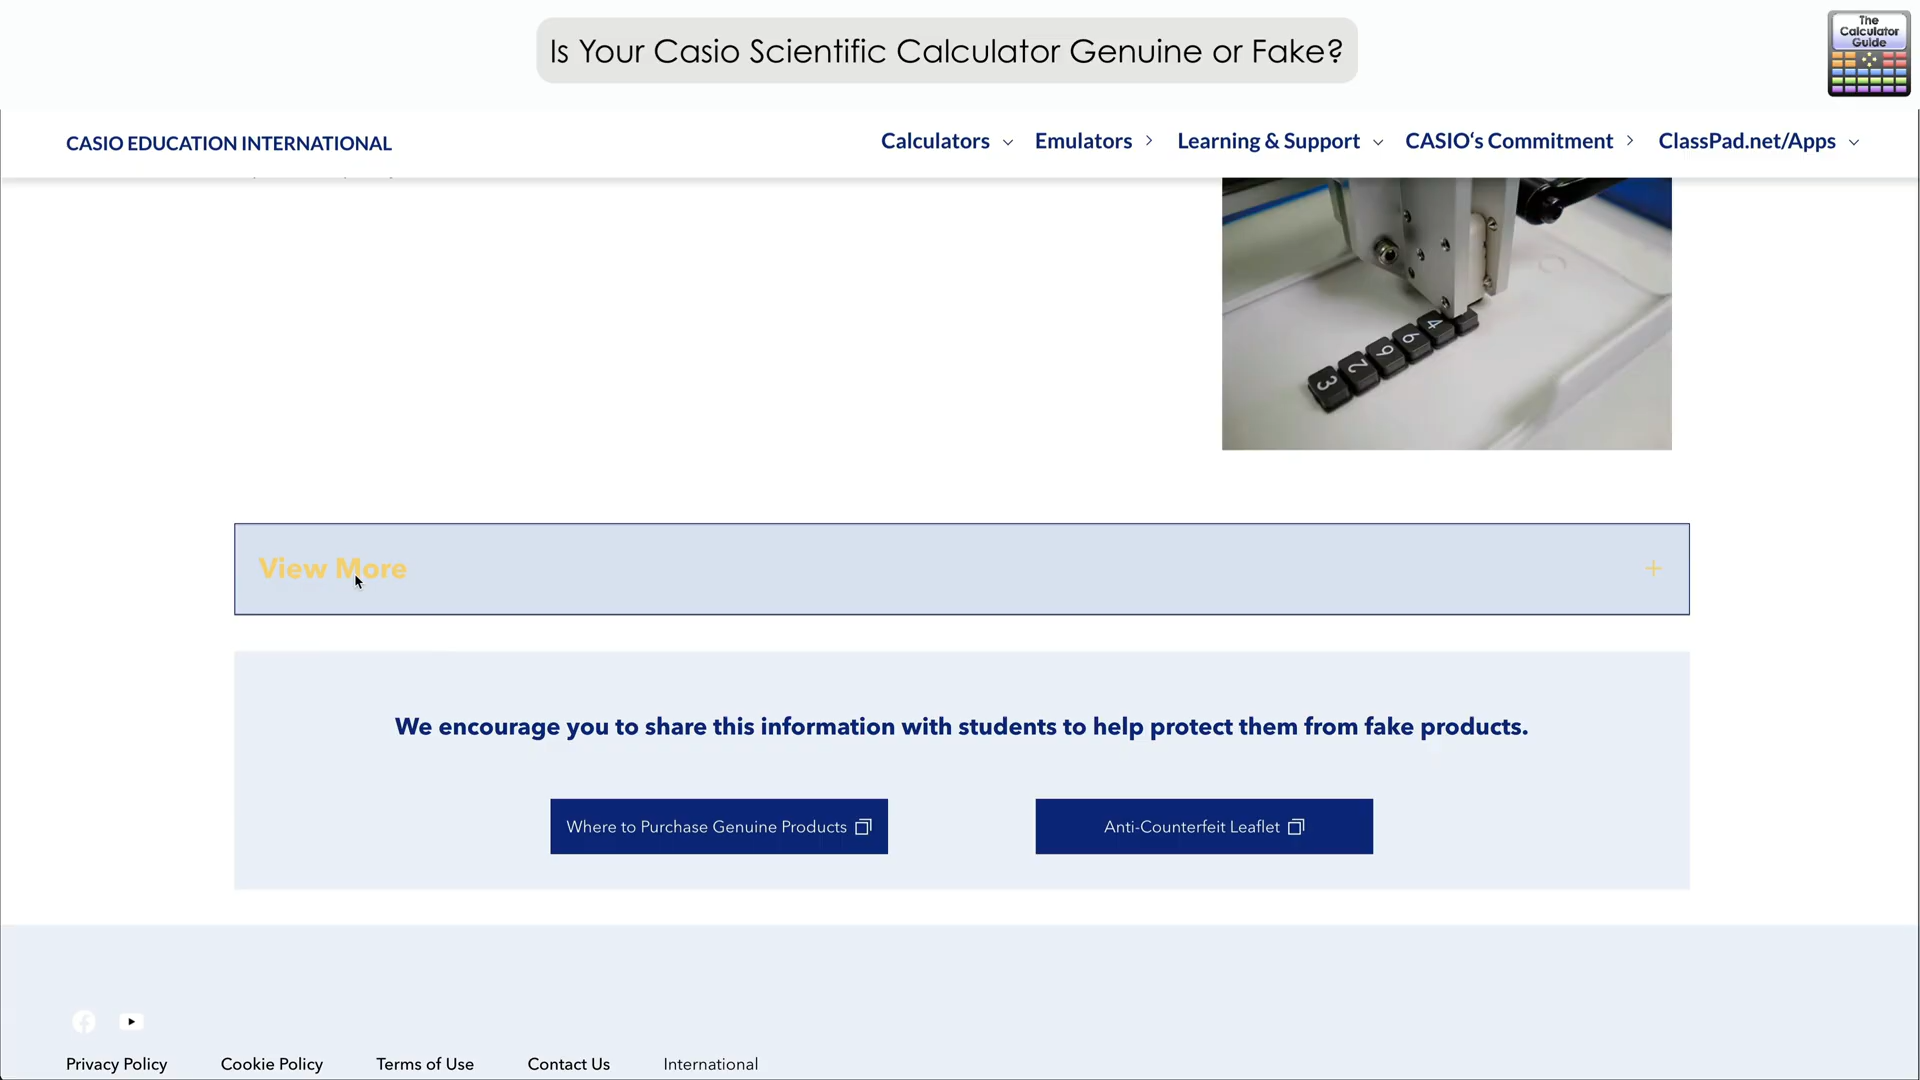 Is Your Casio Scientific Calculator Genuine or Fake?
The
Calculator
Guide
CASIO EDUCATION INTERNATIONAL
Calculators
Emulators
Learning & Support
CASIO‘s Commitment
ClassPad.net/Apps
3 2 6 6 4
View More
We encourage you to share this information with students to help protect them from fake products.
Where to Purchase Genuine Products
Anti-Counterfeit Leaflet
Privacy Policy
Cookie Policy
Terms of Use
Contact Us
International